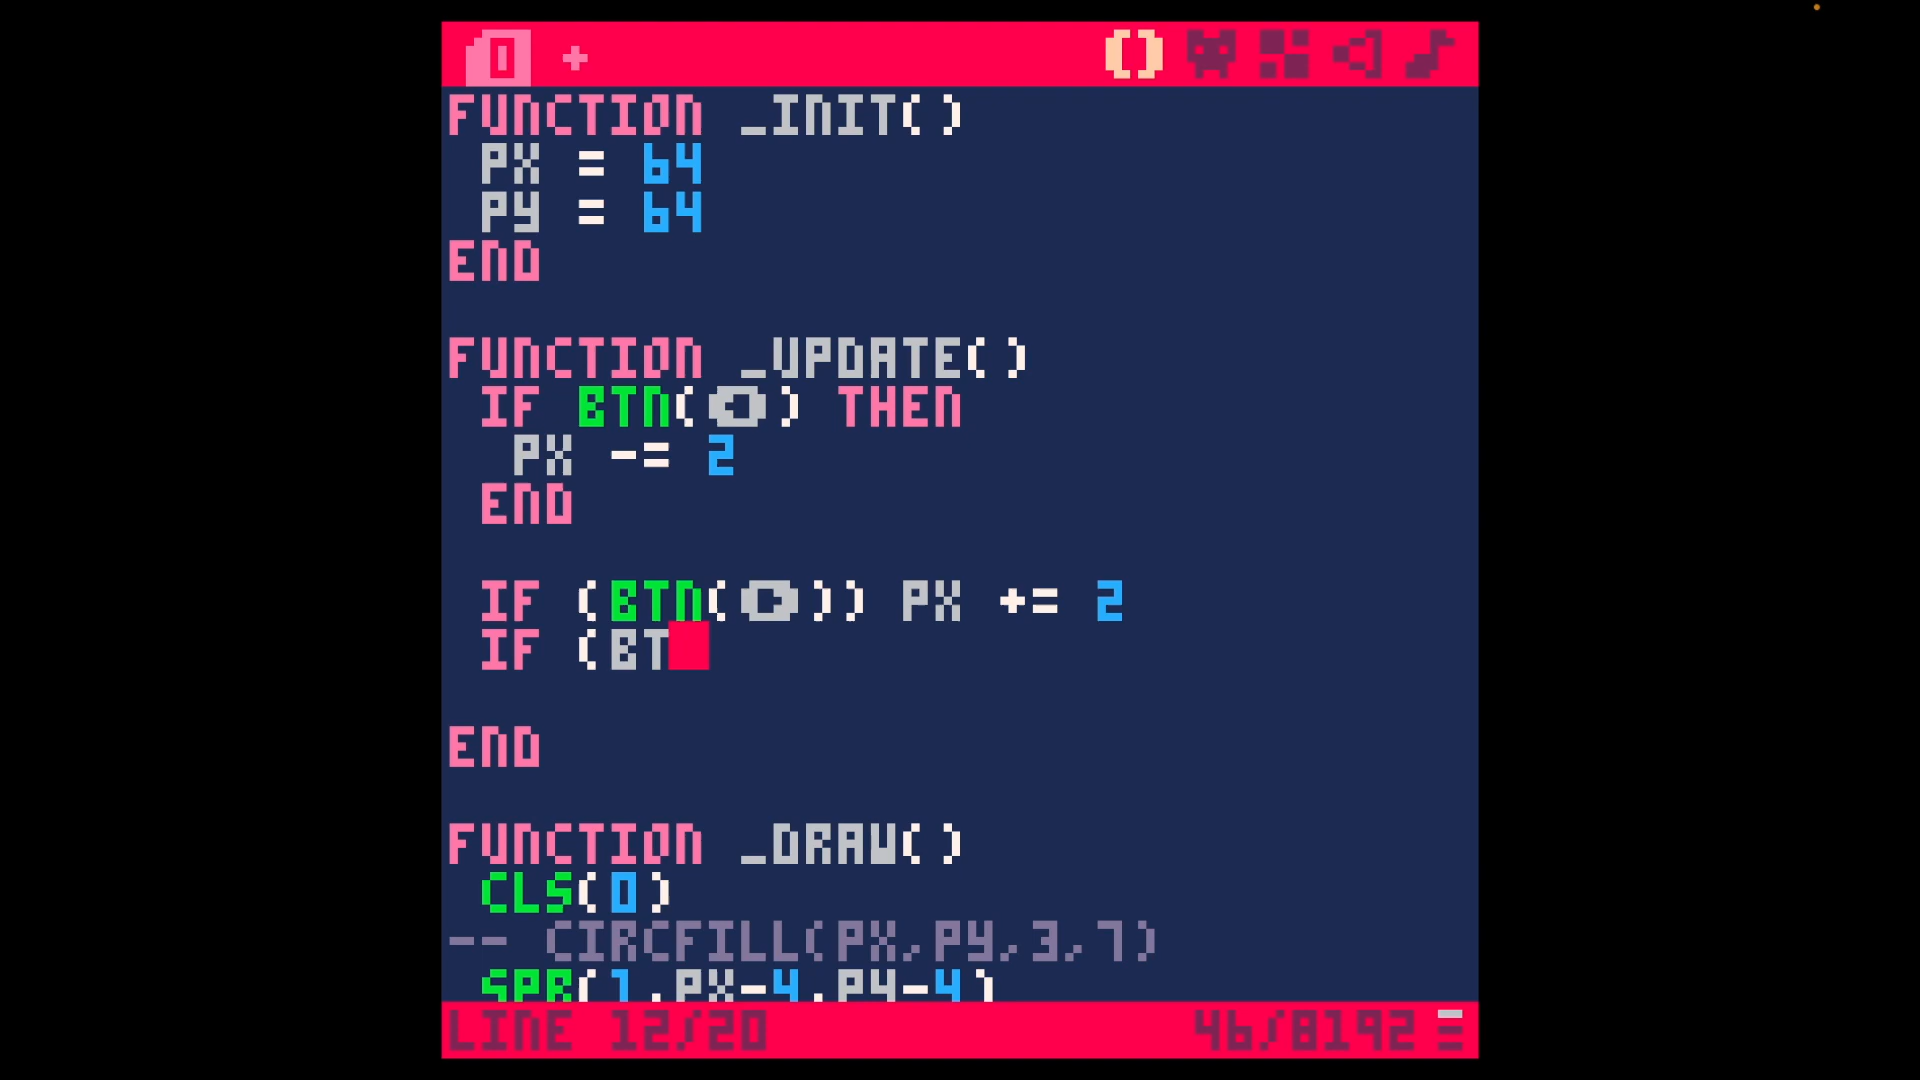 0 +
FUNCTION _INIT()
PX = 64
PY = 64
END
FUNCTION _UPDATE()
IF BTN(⬅️) THEN
PX -= 2
END
IF (BTN(➡️)) PX += 2
IF (BT
END
FUNCTION _DRAW()
CLS(0)
-- CIRCFILL(PX,PY,3,7)
SPR(1,PX-4,PY-4)
LINE 12/20 46/8192